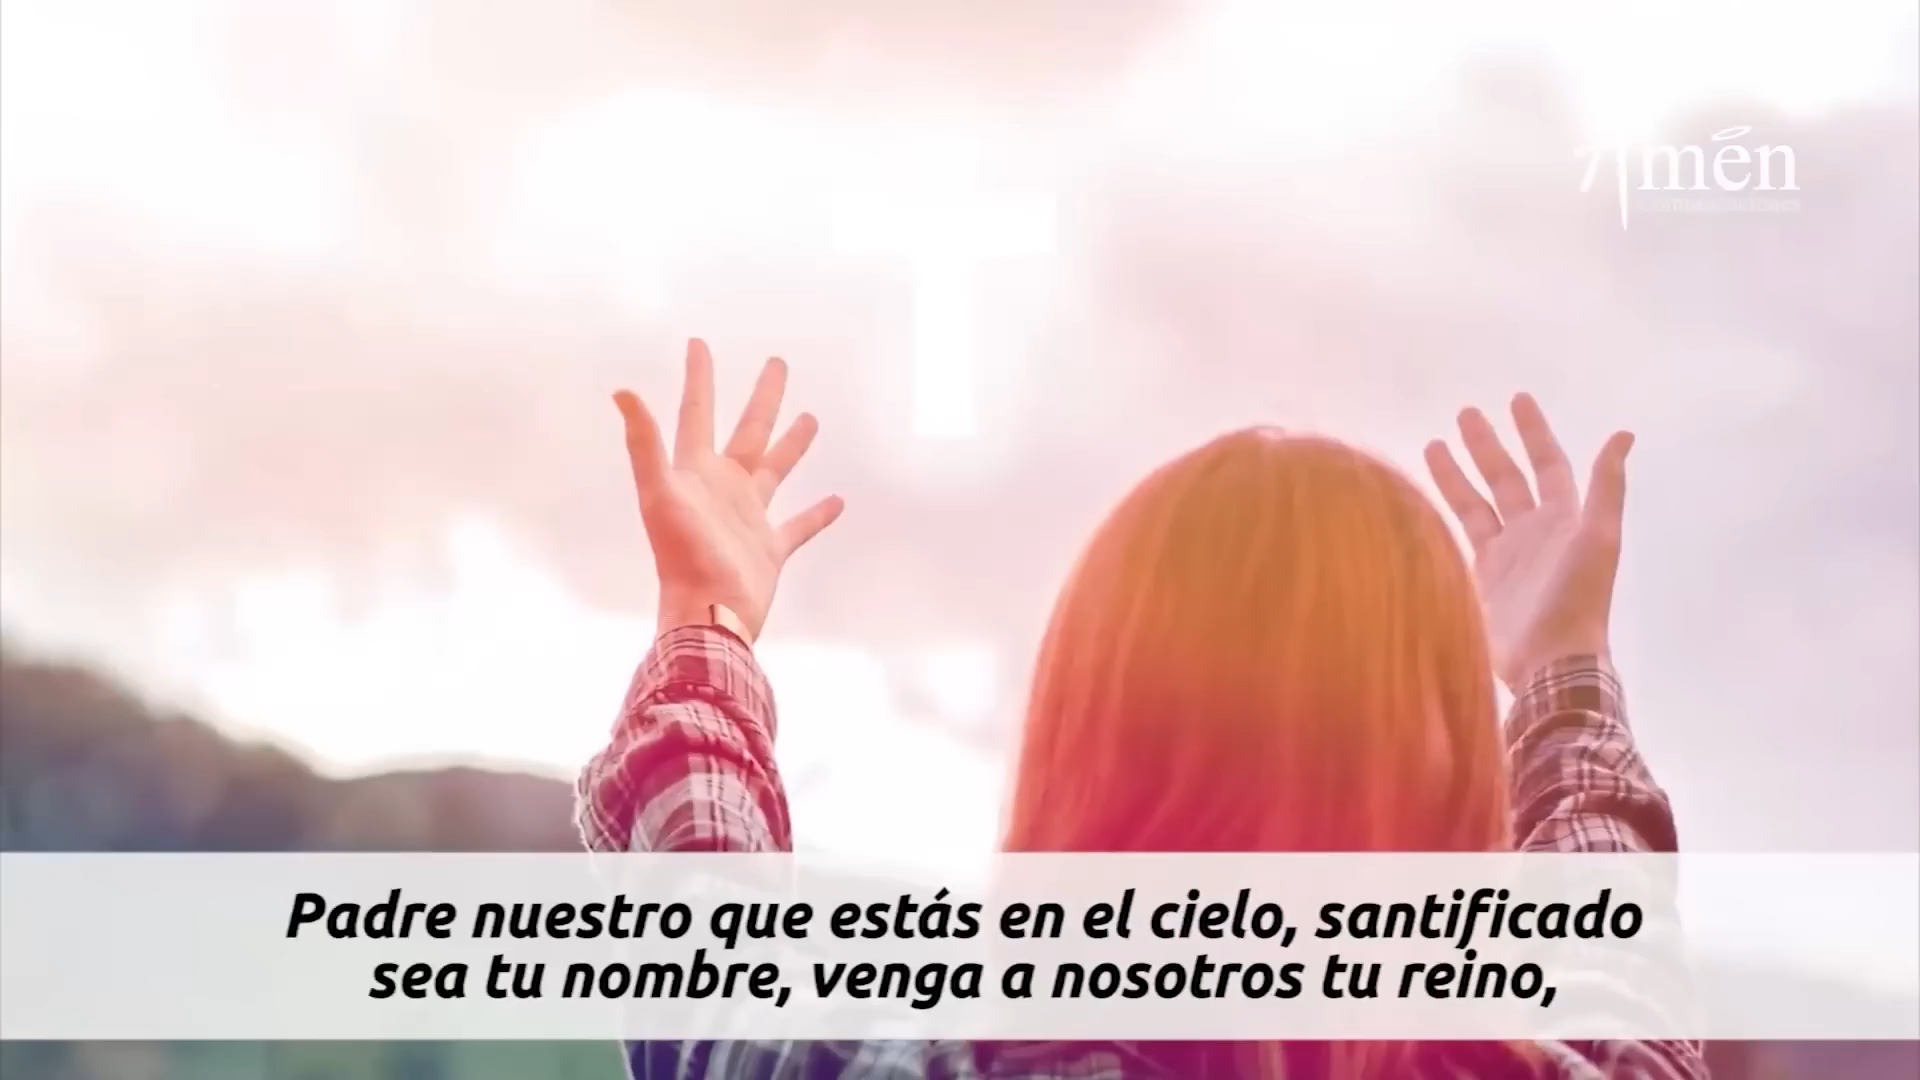 Amén
Padre nuestro que estás en el cielo, santificado
sea tu nombre, venga a nosotros tu reino,